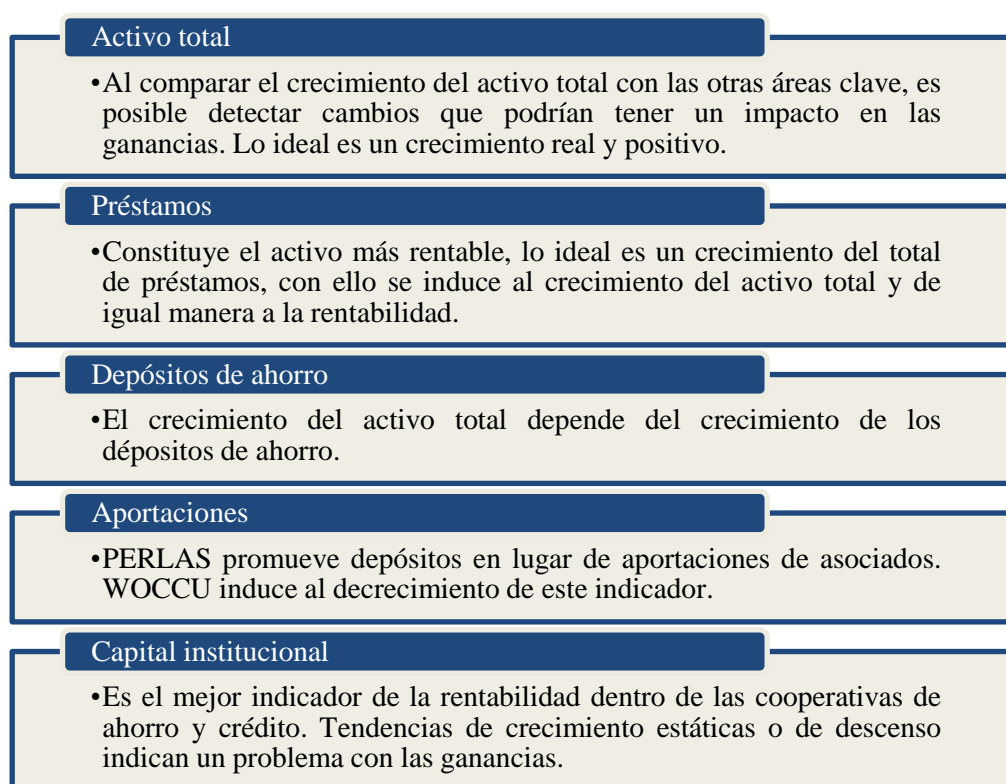 Activo total
•Al comparar el crecimiento del activo total con las otras áreas clave, es
posible detectar cambios que podrían tener un impacto en las
ganancias. Lo ideal es un crecimiento real y positivo.
Préstamos
•Constituye el activo más rentable, lo ideal es un crecimiento del total
de préstamos, con ello se induce al crecimiento del activo total y de
igual manera a la rentabilidad.
Depósitos de ahorro
•El crecimiento del activo total depende del crecimiento de los
dépositos de ahorro.
Aportaciones
•PERLAS promueve depósitos en lugar de aportaciones de asociados.
WOCCU induce al decrecimiento de este indicador.
Capital institucional
•Es el mejor indicador de la rentabilidad dentro de las cooperativas de
ahorro y crédito. Tendencias de crecimiento estáticas o de descenso
indican un problema con las ganancias.